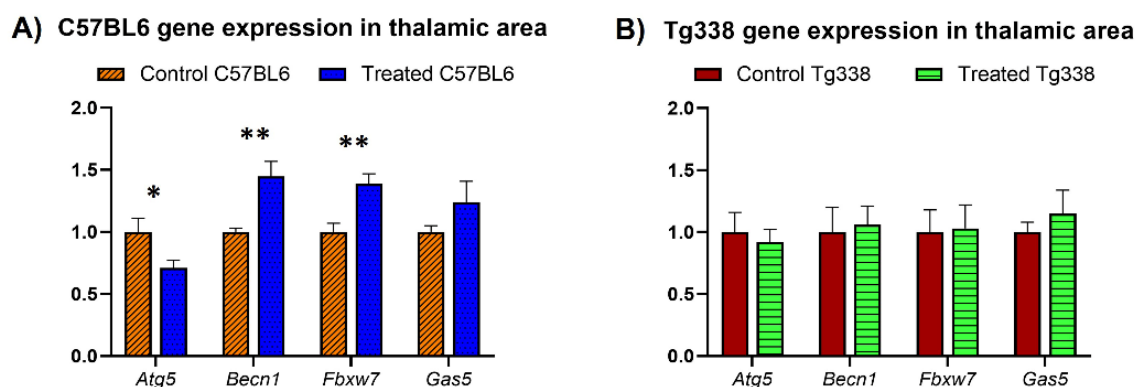 A) C57BL6 gene expression in thalamic area
Control C57BL6 Treated C57BL6
2.0
1.5
1.0
0.5
0.0
* ** **
Atg5 Becn1 Fbxw7 Gas5
B) Tg338 gene expression in thalamic area
Control Tg338 Treated Tg338
2.0
1.5
1.0
0.5
0.0
Atg5 Becn1 Fbxw7 Gas5